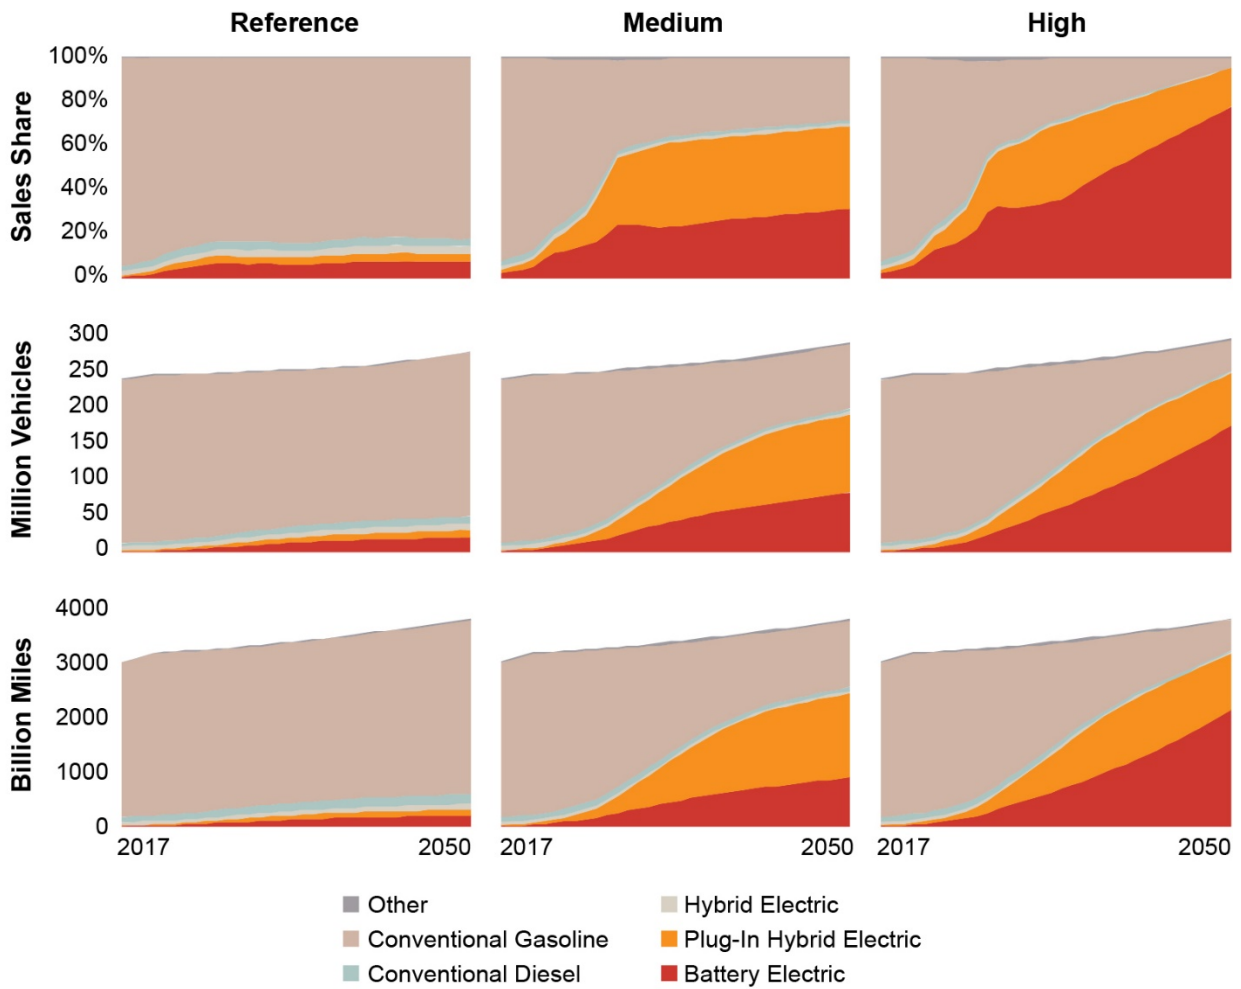 Reference Medium High
Sales Share
100%
80%
60%
40%
20%
0%
Million Vehicles
300
250
200
150
100
50
0
Billion Miles
4000
3000
2000
1000
0
2017 2050 2017 2050 2017 2050
Other Hybrid Electric
Conventional Gasoline Plug-In Hybrid Electric
Conventional Diesel Battery Electric